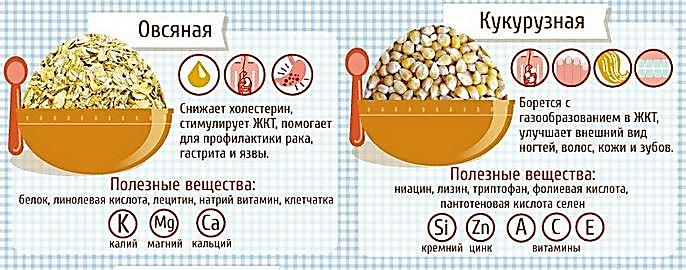 Овсяная
Снижает холестерин,
стимулирует ЖКТ, помогает
для профилактики рака,
гастрита и язвы.
Полезные вещества:
белок, линолевая кислота, лецитин, натрий витамин, клетчатка
K Mg Ca
калий магний кальций
Кукурузная
Борется с
газообразованием в ЖКТ,
улучшает внешний вид
ногтей, волос, кожи и зубов.
Полезные вещества:
ниацин, лизин, триптофан, фолиевая кислота,
пантотеновая кислота селен
Si Zn A C E
кремний цинк витамины